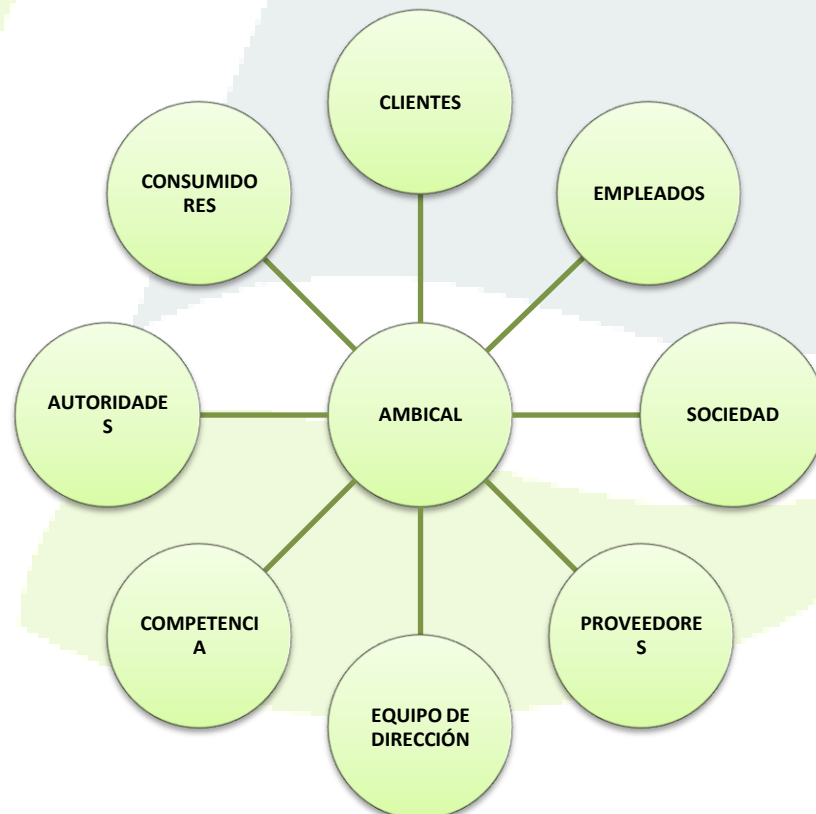 CLIENTES
CONSUMIDO
RES
EMPLEADOS
AUTORIDADE
S
AMBICAL
SOCIEDAD
COMPETENCI
A
PROVEEDORE
S
EQUIPO DE
DIRECCIÓN